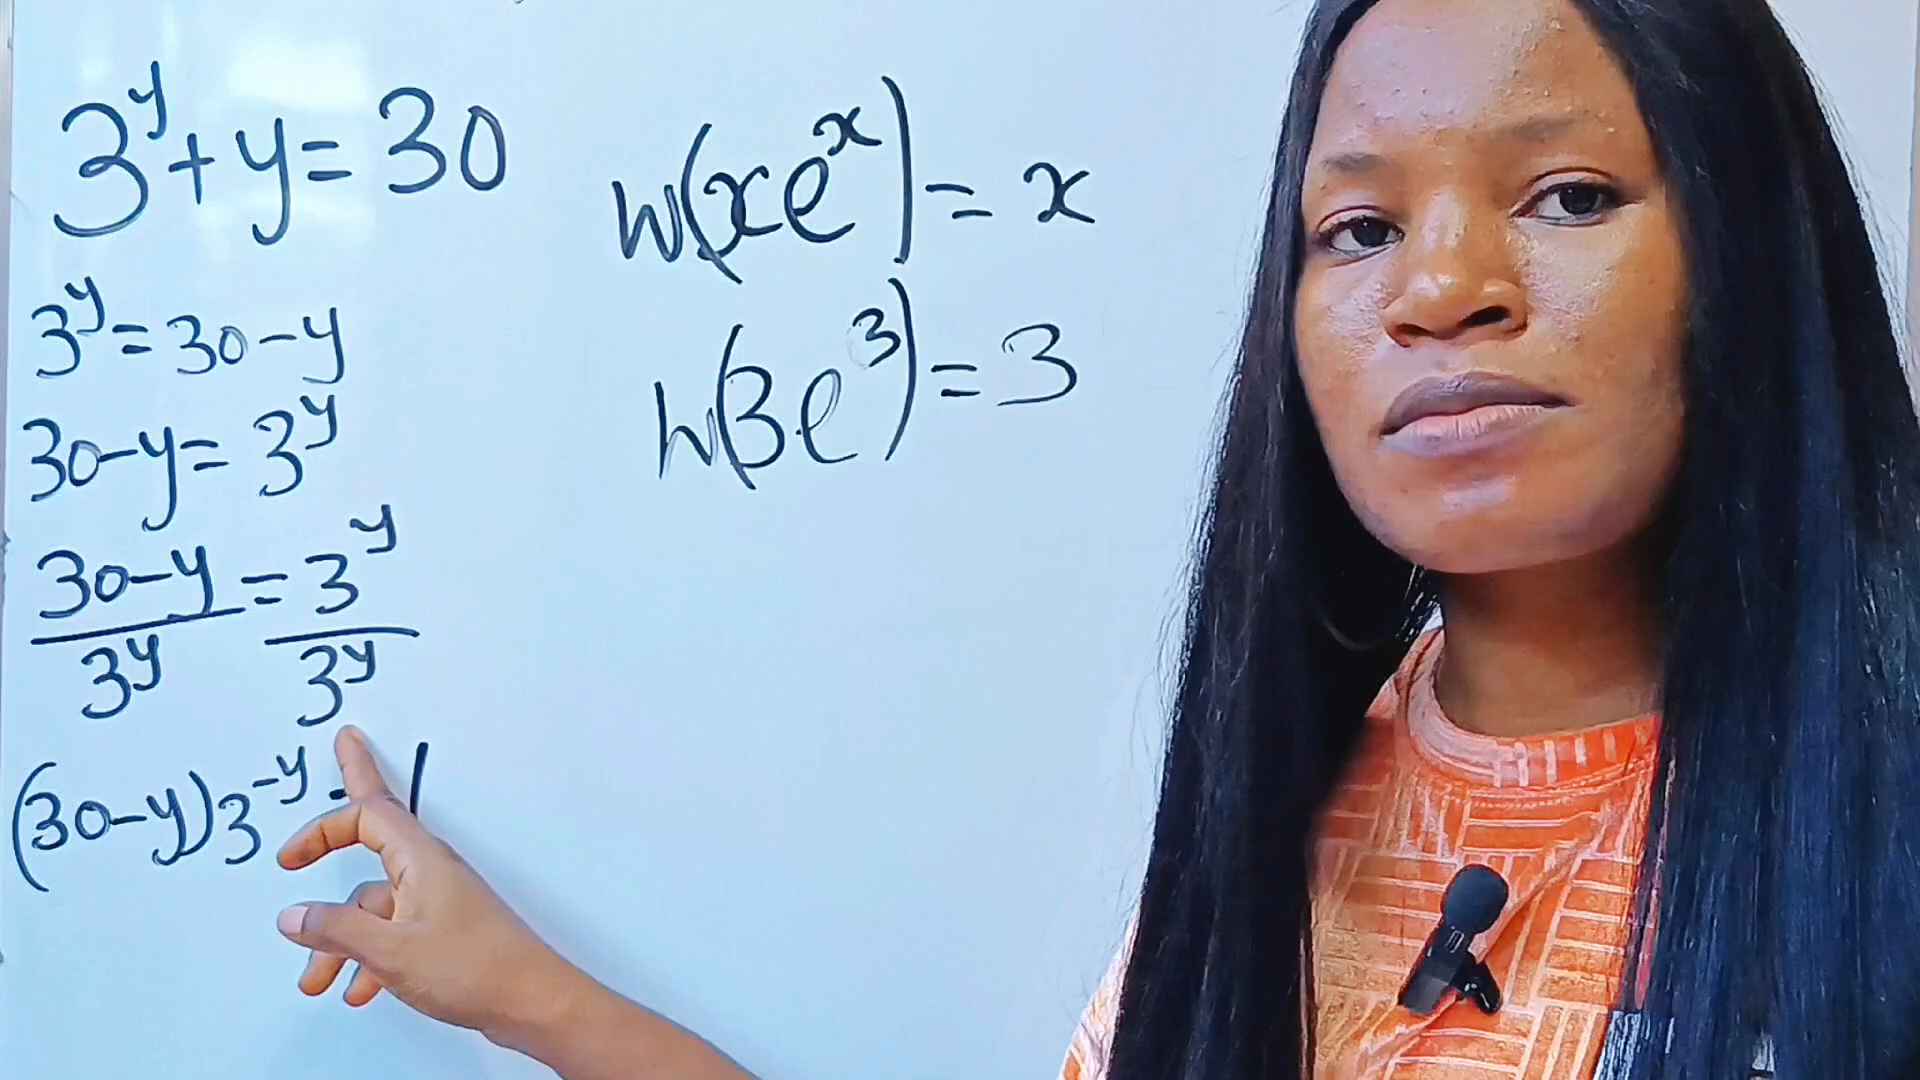 3^y + y = 30
3^y = 30 - y
30 - y = 3^y
(30 - y)/3^y = 3^y/3^y
(30 - y)3^-y = 1
W(xe^x) = x
W(3e^3) = 3